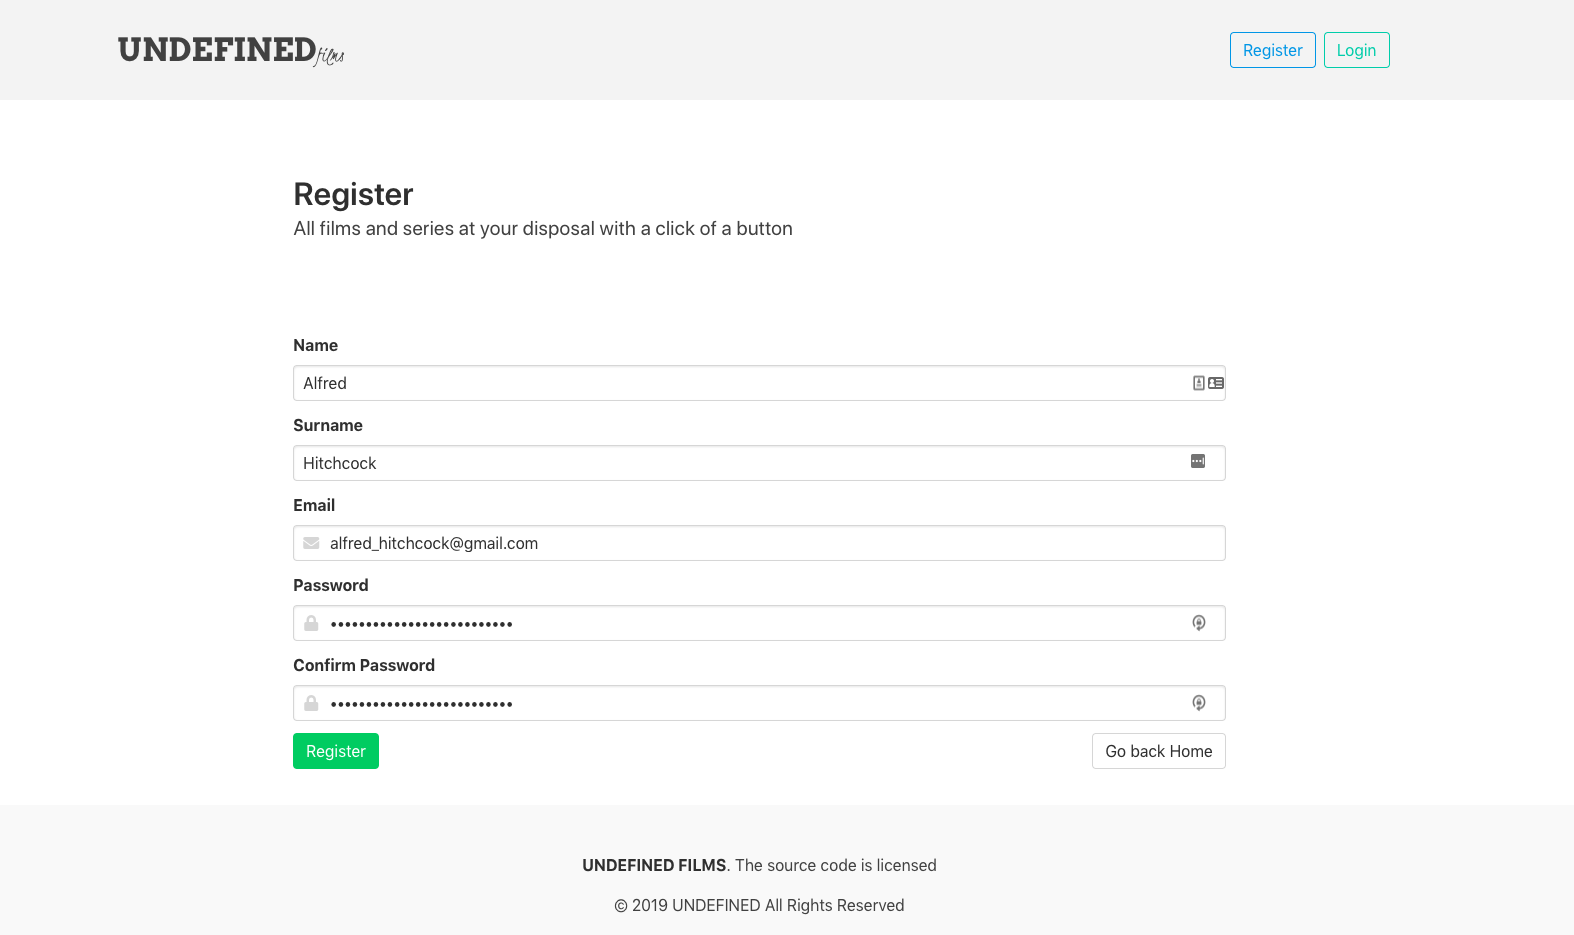 UNDEFINED films
Register Login
Register
All films and series at your disposal with a click of a button
Name
Alfred
Surname
Hitchcock
Email
alfred_hitchcock@gmail.com
Password
••••••••••••••••••••••••••
Confirm Password
••••••••••••••••••••••••••
Register Go back Home
UNDEFINED FILMS. The source code is licensed
© 2019 UNDEFINED All Rights Reserved